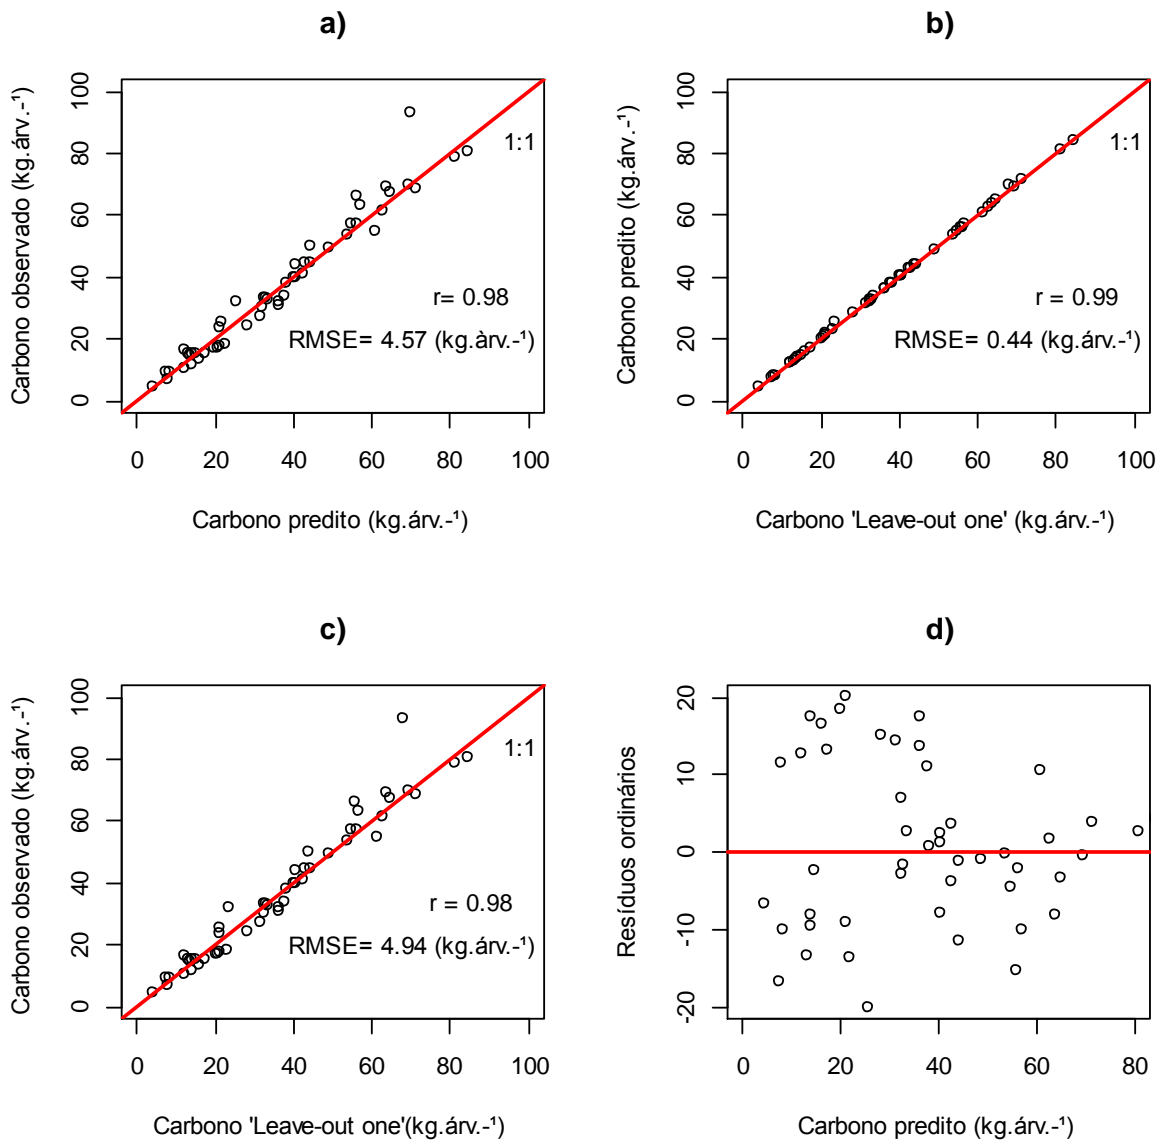 a)
Carbono observado (kg.árv.-¹)
100
80
60
40
20
0
1:1
r= 0.98
RMSE= 4.57 (kg.àrv.-¹)
0 20 40 60 80 100
Carbono predito (kg.árv.-¹)
b)
Carbono predito (kg.árv.-¹)
100
80
60
40
20
0
1:1
r = 0.99
RMSE= 0.44 (kg.árv.-¹)
0 20 40 60 80 100
Carbono 'Leave-out one' (kg.árv.-¹)
c)
Carbono observado (kg.árv.-¹)
100
80
60
40
20
0
1:1
r = 0.98
RMSE= 4.94 (kg.árv.-¹)
0 20 40 60 80 100
Carbono 'Leave-out one'(kg.árv.-¹)
d)
Resíduos ordinários
20
10
0
-10
-20
0 20 40 60 80
Carbono predito (kg.árv.-¹)